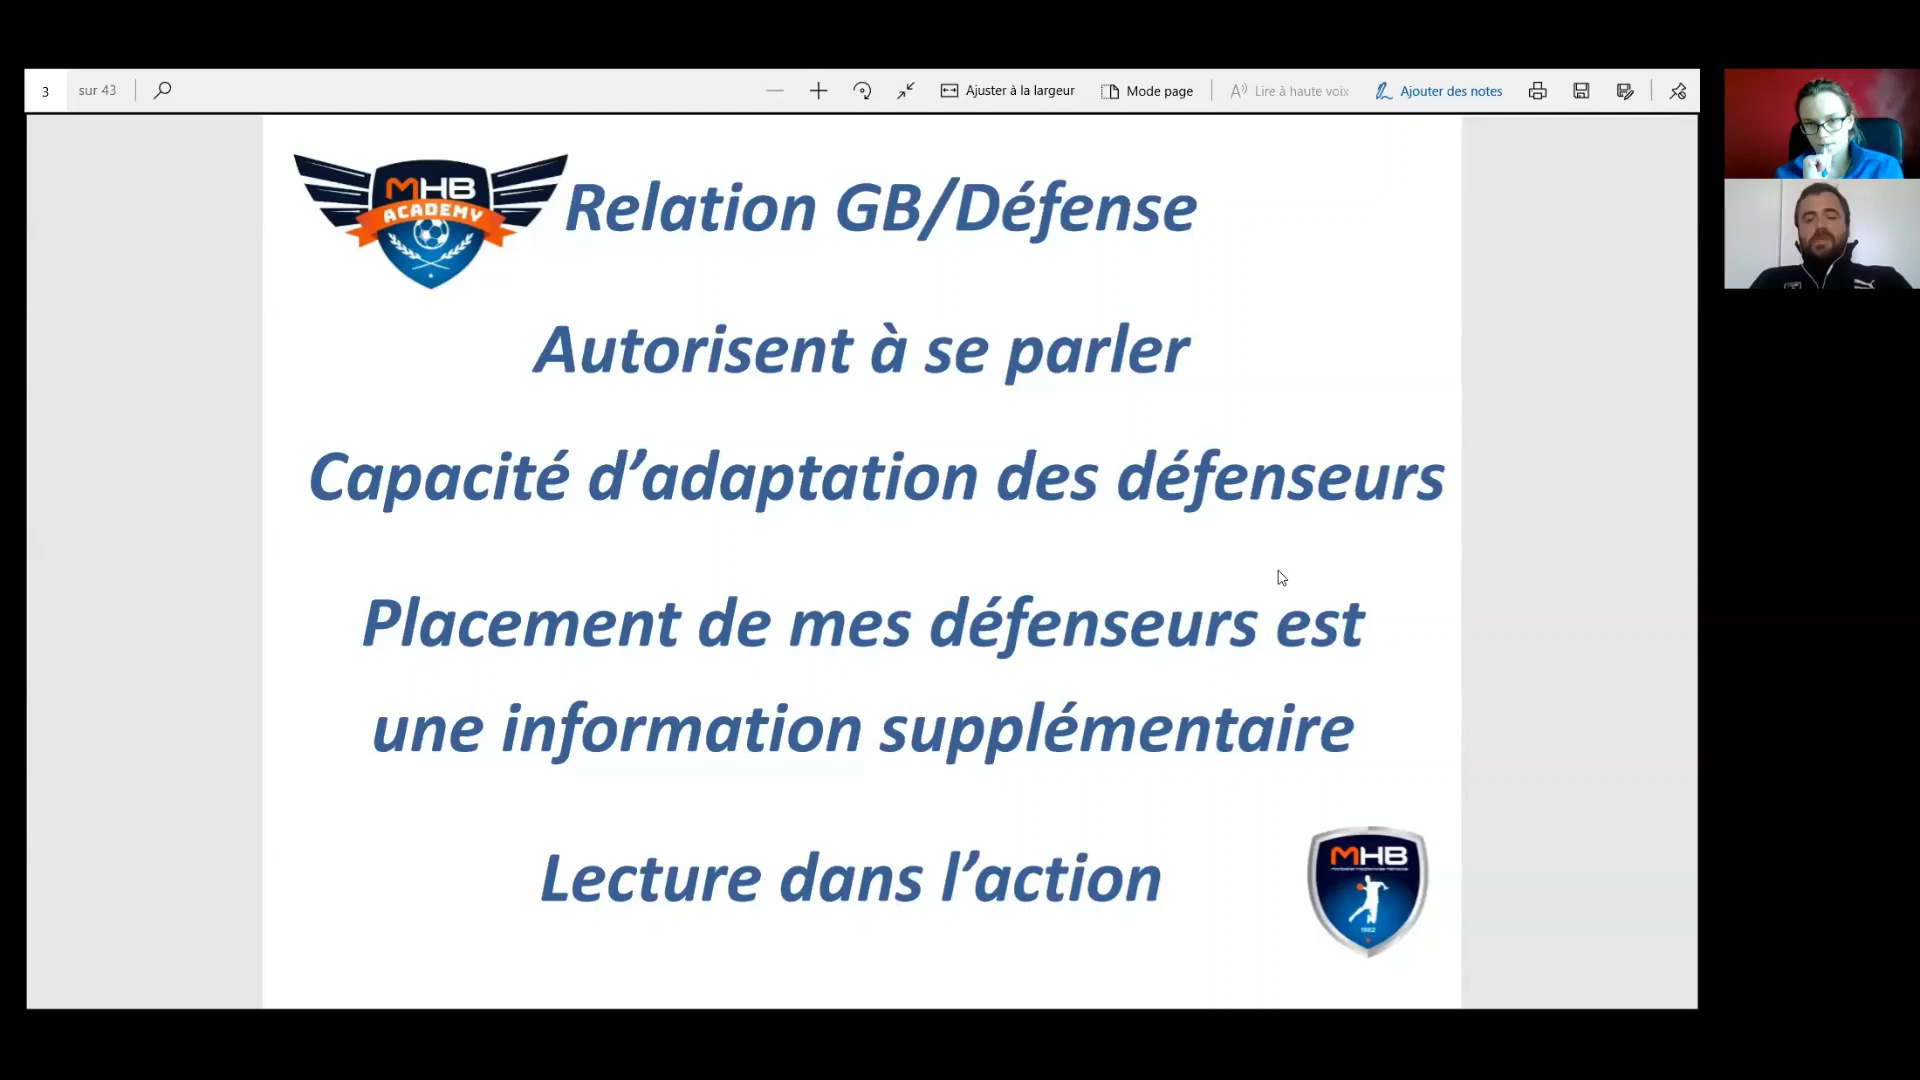 3 sur 43 Ajuster à la largeur Mode page Lire à haute voix Ajouter des notes
MHB
ACADEMY
Relation GB/Défense
Autorisent à se parler
Capacité d’adaptation des défenseurs
Placement de mes défenseurs est
une information supplémentaire
Lecture dans l’action
MHB
1982